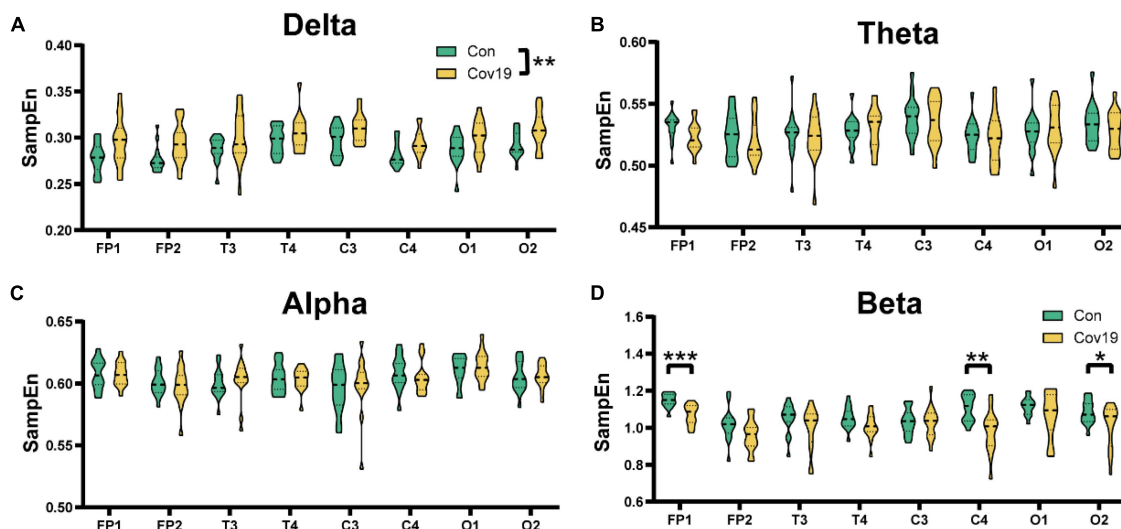 A
Delta
0.40
Con
Cov19
**
0.35
SampEn
0.30
0.25
0.20
FP1 FP2 T3 T4 C3 C4 O1 O2
B
Theta
0.60
0.55
SampEn
0.50
0.45
FP1 FP2 T3 T4 C3 C4 O1 O2
C
Alpha
0.65
0.60
SampEn
0.55
0.50
FP1 FP2 T3 T4 C3 C4 O1 O2
D
Beta
1.6
Con
Cov19
1.4
*** ** *
1.2
SampEn
1.0
0.8
0.6
FP1 FP2 T3 T4 C3 C4 O1 O2